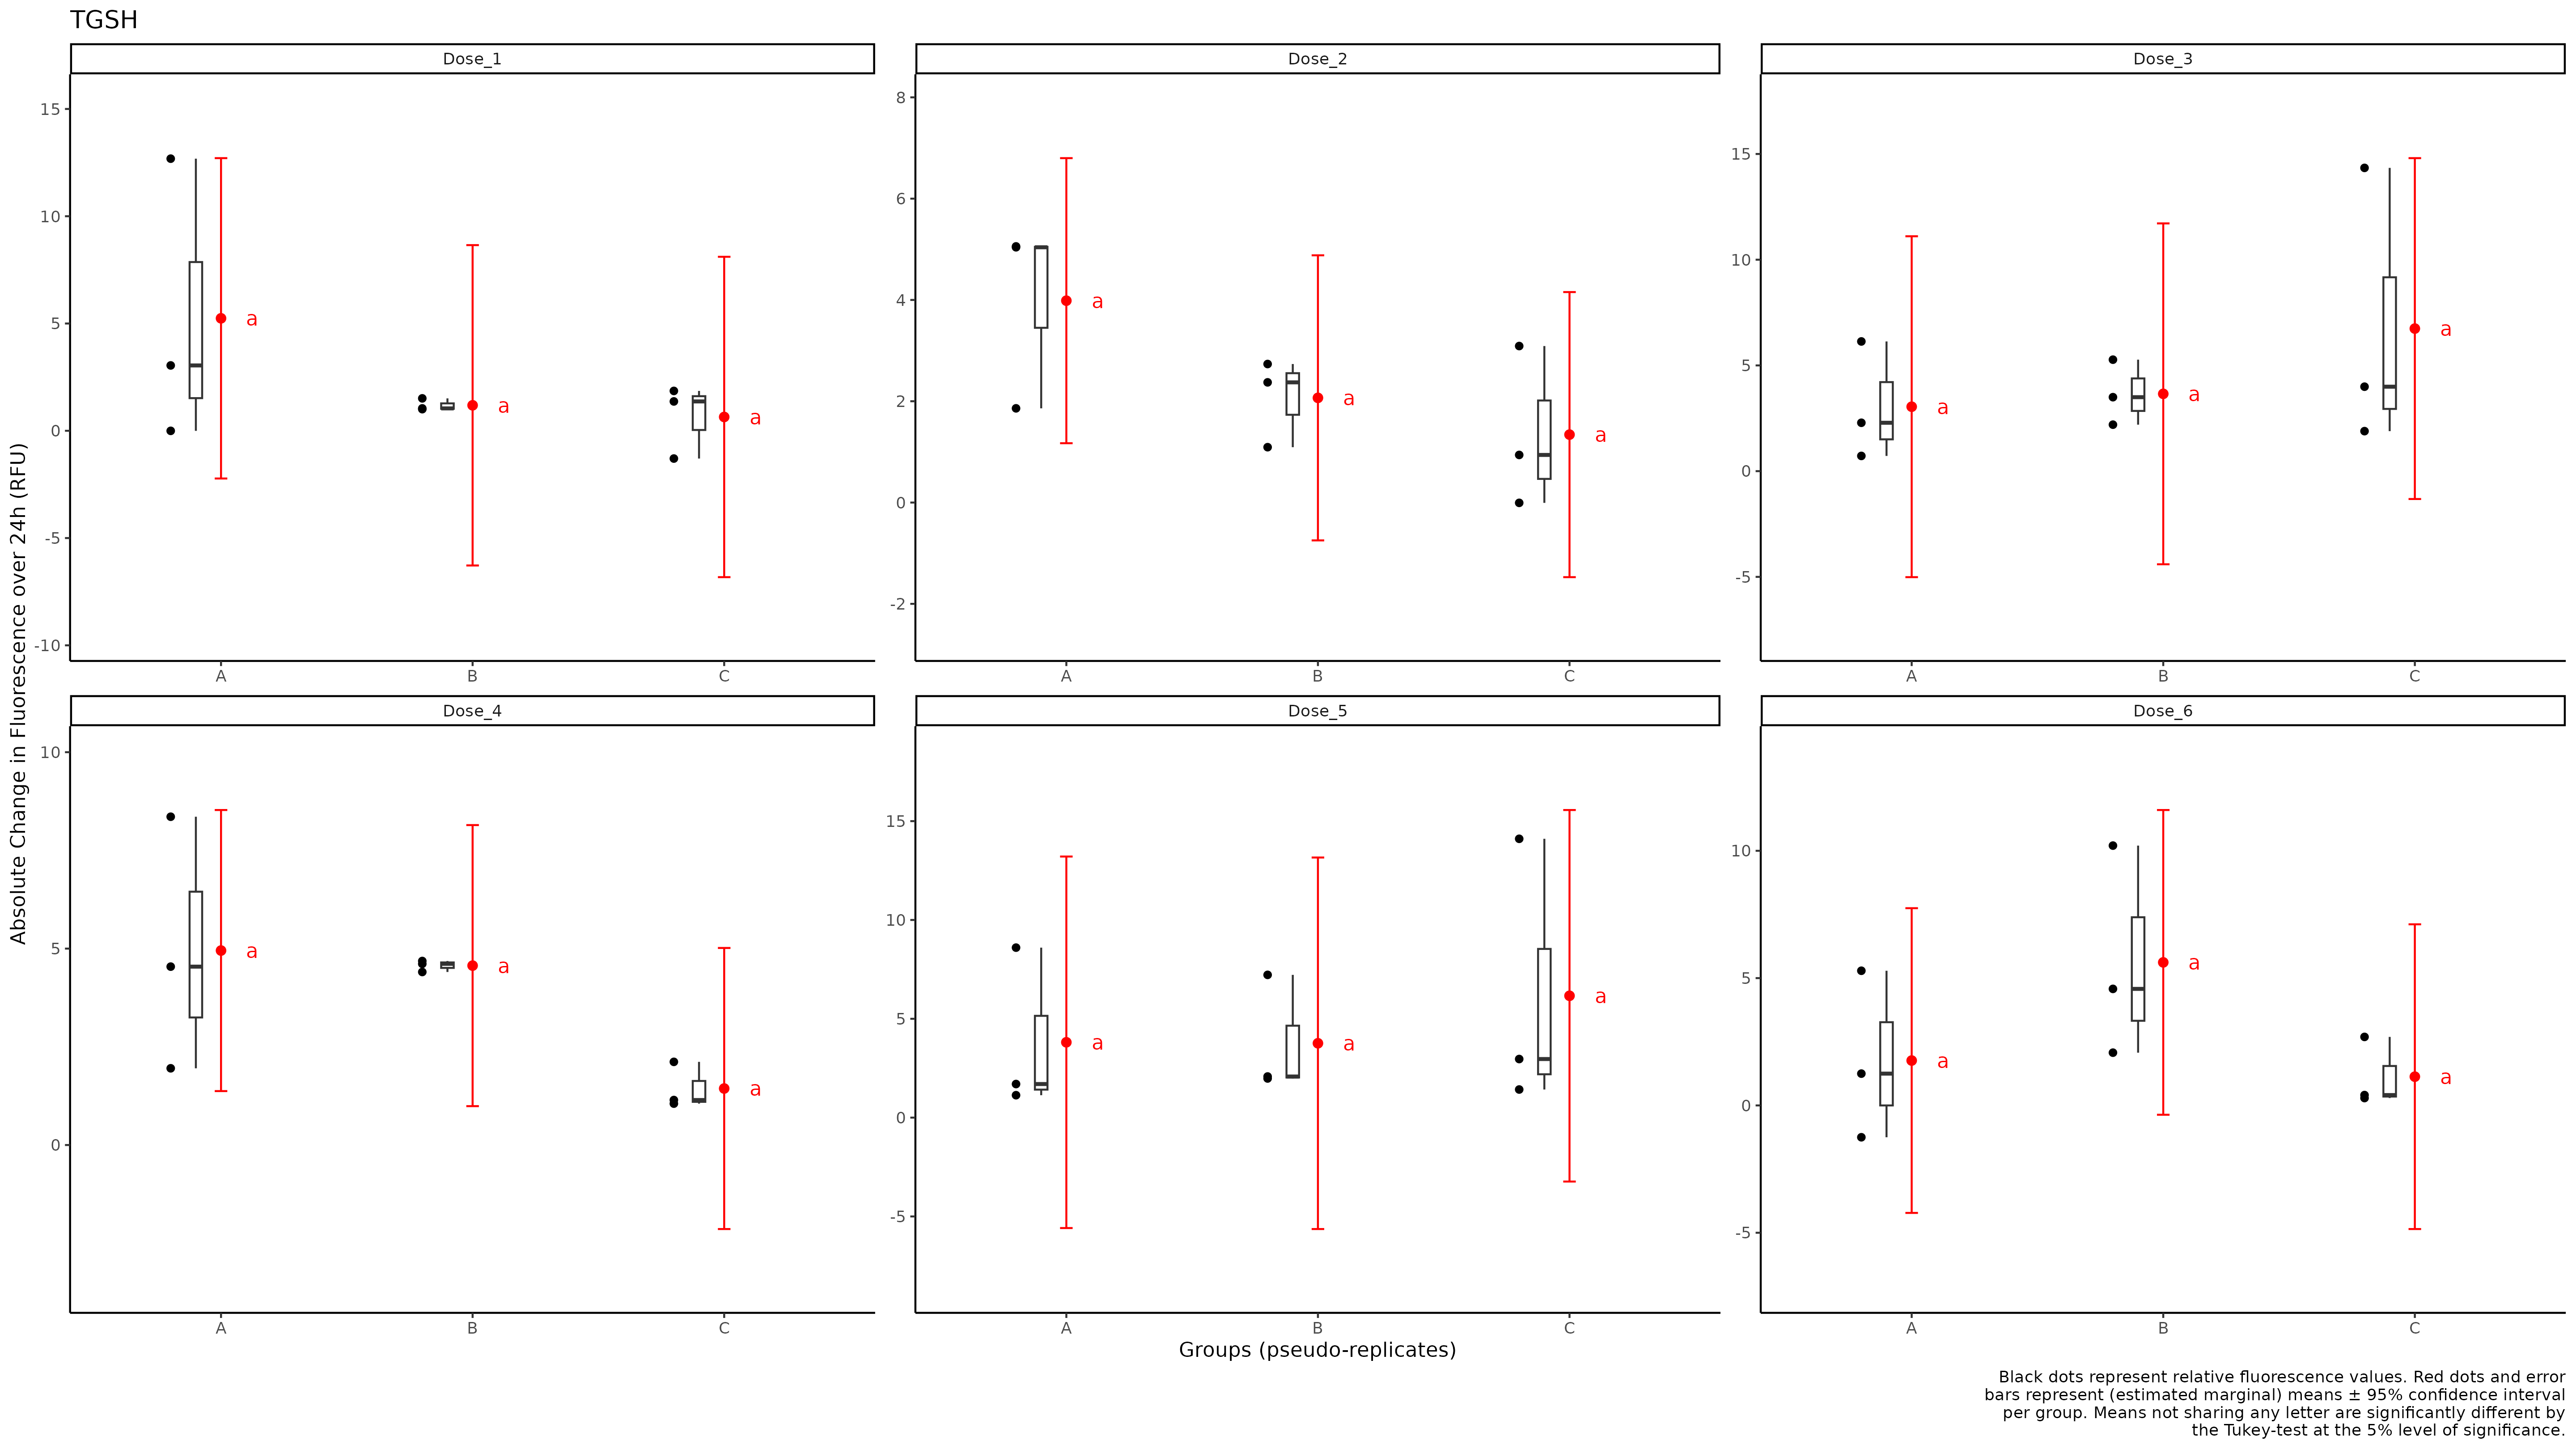 TGSH
Absolute Change in Fluorescence over 24h (RFU)
Dose_1
15
10
5
0
-5
-10
a
a
a
A
B
C
Dose_2
8
6
4
2
0
-2
a
a
a
A
B
C
Dose_3
15
10
5
0
-5
a
a
a
A
B
C
Dose_4
10
5
0
a
a
a
A
B
C
Dose_5
15
10
5
0
-5
a
a
a
A
B
C
Dose_6
10
5
0
-5
a
a
a
A
B
C
Groups (pseudo-replicates)
Black dots represent relative fluorescence values. Red dots and error
bars represent (estimated marginal) means ± 95% confidence interval
per group. Means not sharing any letter are significantly different by
the Tukey-test at the 5% level of significance.